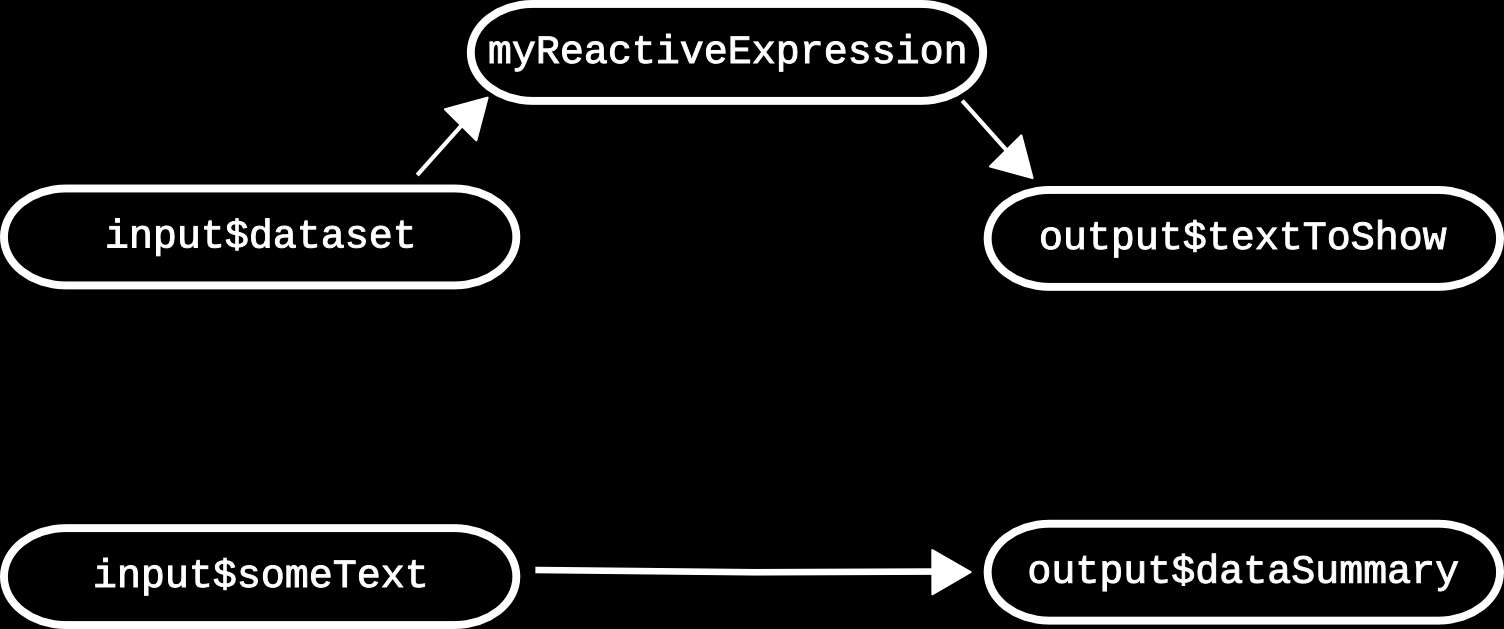 myReactiveExpression
input$dataset
output$textToShow
input$someText
output$dataSummary